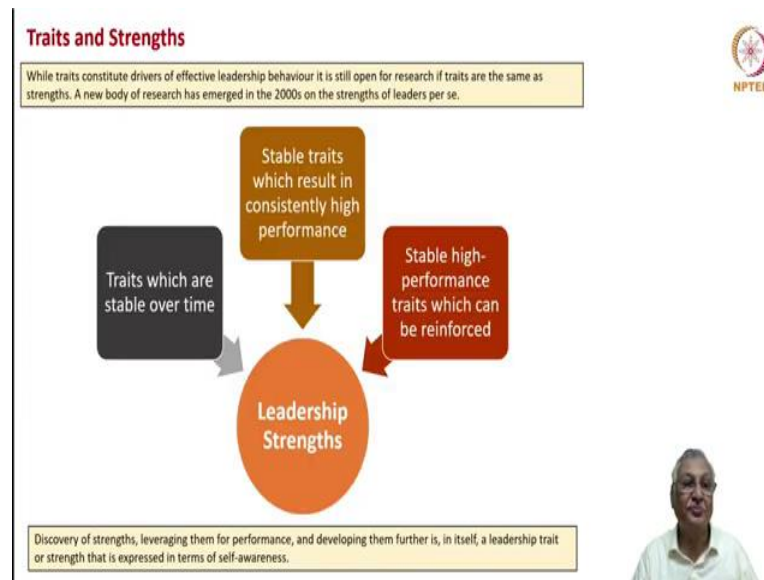 Traits and Strengths
While traits constitute drivers of effective leadership behaviour it is still open for research if traits are the same as
strengths. A new body of research has emerged in the 2000s on the strengths of leaders per se.
NPTEL
Stable traits
which result in
consistently high
performance
Traits which are
stable over time
Stable high-
performance
traits which can
be reinforced
Leadership
Strengths
Discovery of strengths, leveraging them for performance, and developing them further is, in itself, a leadership trait
or strength that is expressed in terms of self-awareness.